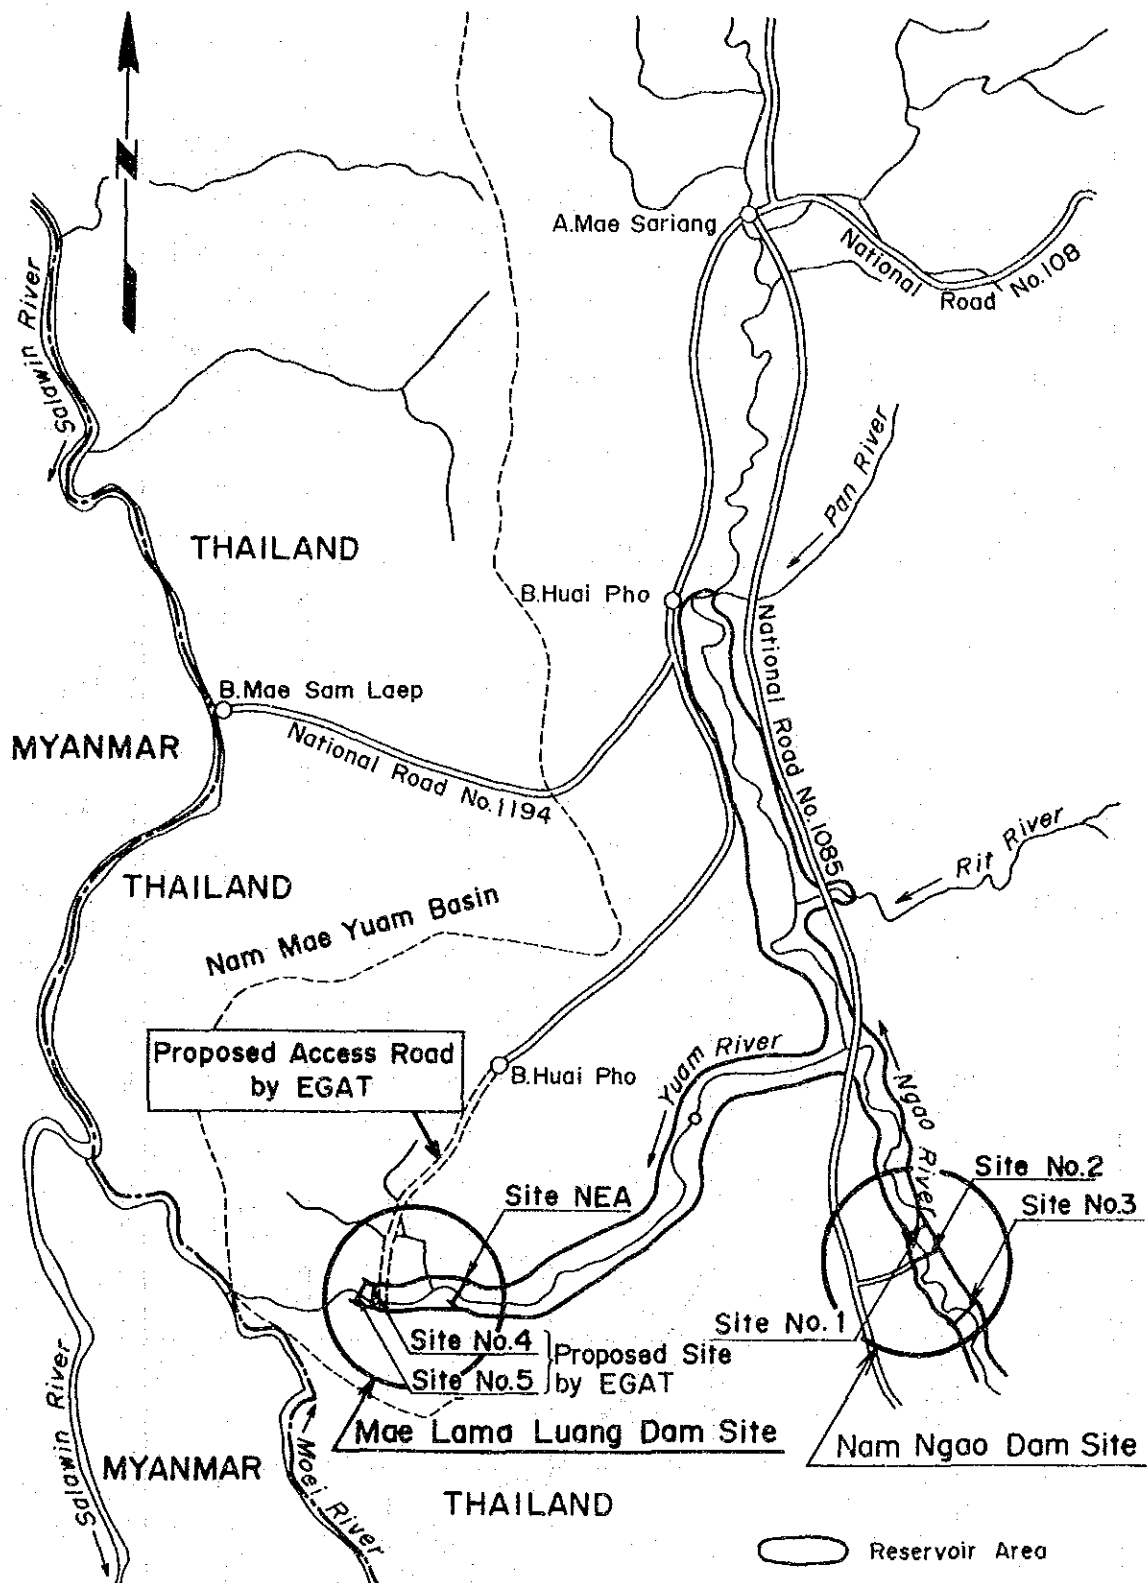 N
A.Mae Sariang
National Road No.108
Salawin River
Pan River
THAILAND
B.Huai Pho
National Road No.1085
B.Mae Sam Laep
MYANMAR
National Road No.1194
THAILAND
Rit River
Nam Mae Yuam Basin
Proposed Access Road
by EGAT
B.Huai Pho
Yuam River
Ngao River
Site No.2
Site NEA
Site No.3
Site No.1
Site No.4
Site No.5
Proposed Site
by EGAT
Mae Lama Luang Dam Site
Nam Ngao Dam Site
Salawin River
MYANMAR
Moei River
THAILAND
Reservoir Area